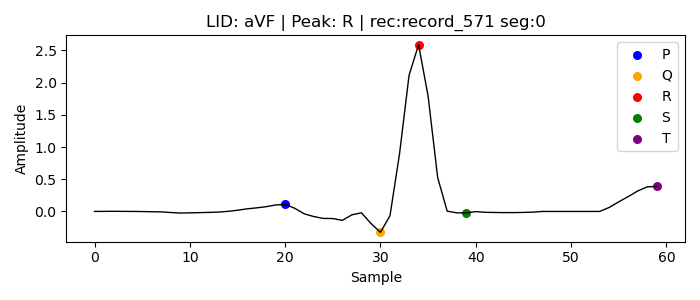 LID: aVF | Peak: R | rec:record_571 seg:0
P
Q
R
S
T
Amplitude
2.5
2.0
1.5
1.0
0.5
0.0
0 10 20 30 40 50 60
Sample